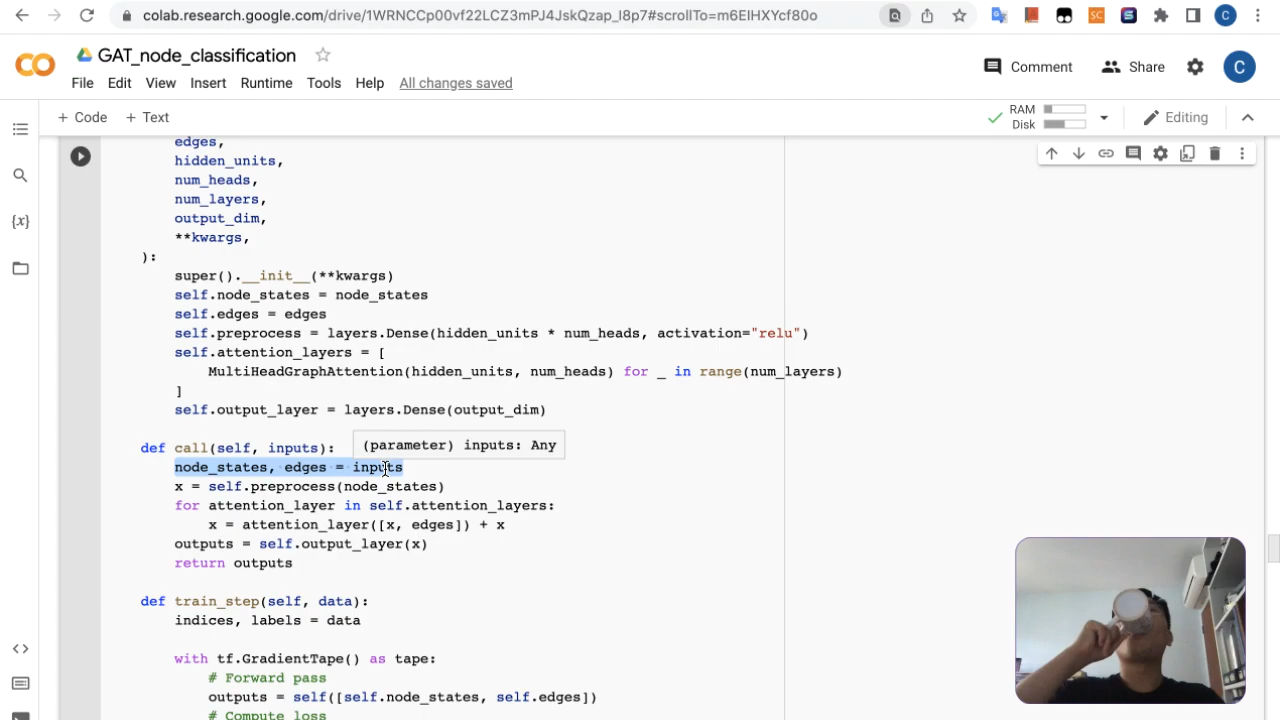 colab.research.google.com/drive/1WRNCCp00vf22LCZ3mPJ4JskQzap_l8p7#scrollTo=m6EIHXYcf80o
C
GAT_node_classification
File Edit View Insert Runtime Tools Help All changes saved
Comment Share C
+ Code + Text
RAM
Disk
Editing
edges,
hidden_units,
num_heads,
num_layers,
output_dim,
**kwargs,
):
super().__init__(**kwargs)
self.node_states = node_states
self.edges = edges
self.preprocess = layers.Dense(hidden_units * num_heads, activation="relu")
self.attention_layers = [
MultiHeadGraphAttention(hidden_units, num_heads) for _ in range(num_layers)
]
self.output_layer = layers.Dense(output_dim)
def call(self, inputs):
(parameter) inputs: Any
node_states, edges = inputs
x = self.preprocess(node_states)
for attention_layer in self.attention_layers:
x = attention_layer([x, edges]) + x
outputs = self.output_layer(x)
return outputs
def train_step(self, data):
indices, labels = data
with tf.GradientTape() as tape:
# Forward pass
outputs = self([self.node_states, self.edges])
# Compute loss